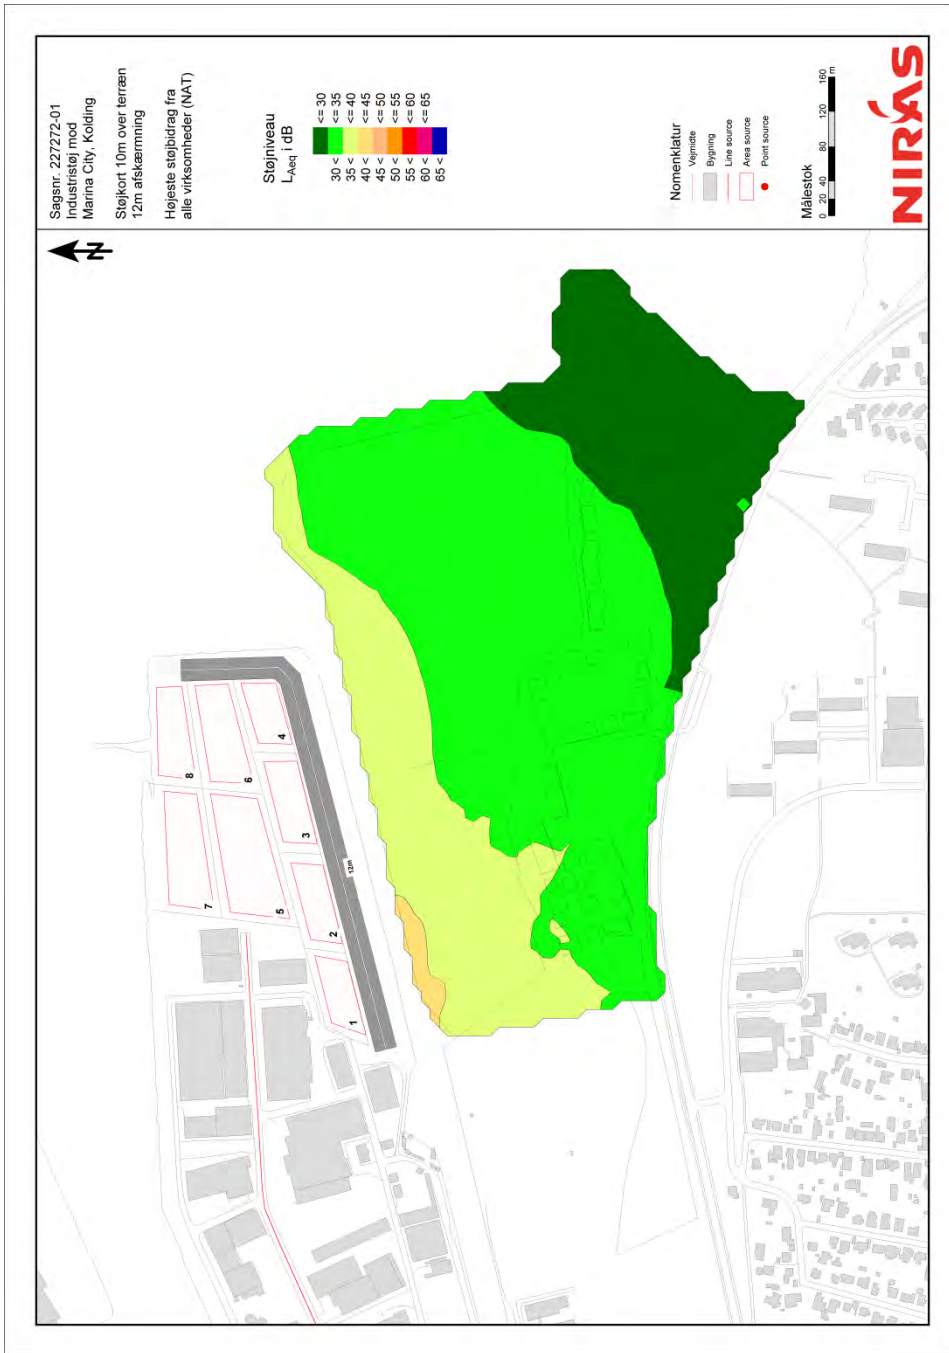 Sagsnr. 227272-01
Industristøj mod
Marina City, Kolding
Støjkort 10m over terræn
12m afskærmning
Højeste støjbidrag fra
alle virksomheder (NAT)
Støjniveau
LAeq i dB
<= 30
30 < <= 35
35 < <= 40
40 < <= 45
45 < <= 50
50 < <= 55
55 < <= 60
60 < <= 65
65 <
Nomenklatur
Vejmidte
Bygning
Line source
Area source
Point source
Målestok
0 20 40 80 120 160
m
NIRAS
N
12m
1
2
3
4
5
6
7
8